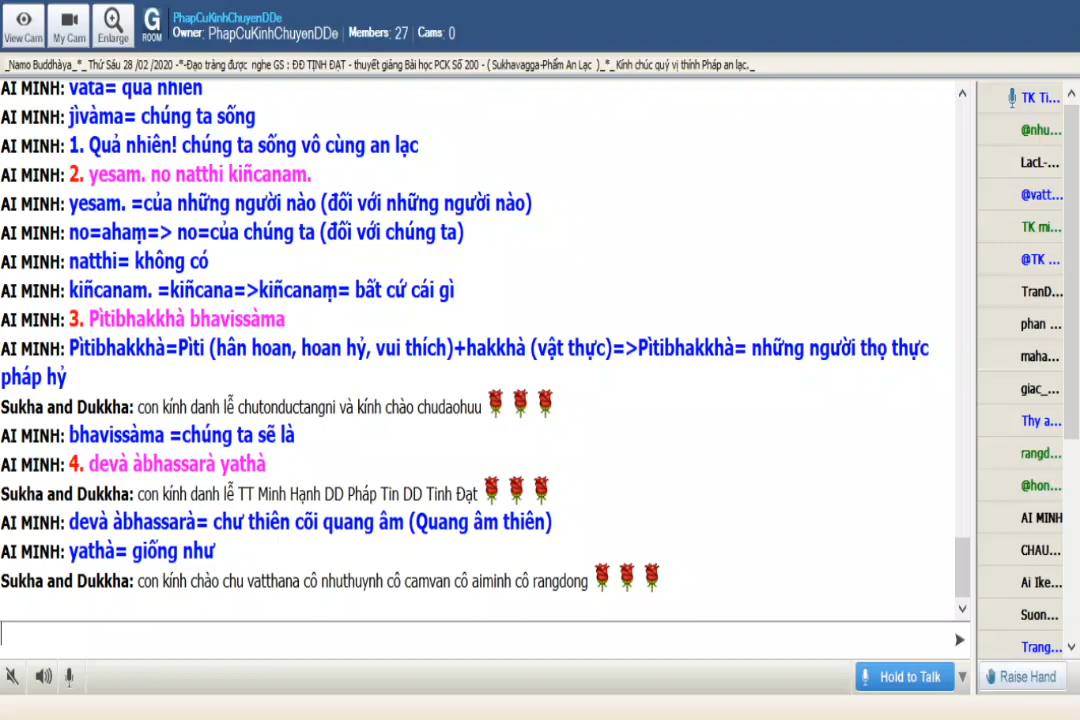 PhapCuKinhChuyenDDe
Owner: PhapCuKinhChuyenDDe Members: 27 Cams: 0
View Cam My Cam Enlarge G ROOM
_Namo Buddhàya_*_ Thứ Sáu 28 /02 /2020 -*-Đạo tràng được nghe GS : ĐĐ TỊNH ĐẠT - thuyết giảng Bài học PCK Số 200 - ( Sukhavagga-Phẩm An Lạc )_*_ Kính chúc quý vị thính Pháp an lạc._
AI MINH: vata= quả nhiên
AI MINH: jìvàma= chúng ta sống
AI MINH: 1. Quả nhiên! chúng ta sống vô cùng an lạc
AI MINH: 2. yesam. no natthi kiñcanam.
AI MINH: yesam. =của những người nào (đối với những người nào)
AI MINH: no=ahaṃ=> no=của chúng ta (đối với chúng ta)
AI MINH: natthi= không có
AI MINH: kiñcanam. =kiñcana=>kiñcanaṃ= bất cứ cái gì
AI MINH: 3. Pìtibhakkhà bhavissàma
AI MINH: Pìtibhakkhà=Pìti (hân hoan, hoan hỷ, vui thích)+hakkhà (vật thực)=>Pìtibhakkhà= những người thọ thực
pháp hỷ
Sukha and Dukkha: con kính danh lễ chutonductangni và kính chào chudaohuu
AI MINH: bhavissàma =chúng ta sẽ là
AI MINH: 4. devà àbhassarà yathà
Sukha and Dukkha: con kính danh lễ TT Minh Hạnh DD Pháp Tin DD Tinh Đạt
AI MINH: devà àbhassarà= chư thiên cõi quang âm (Quang âm thiên)
AI MINH: yathà= giống như
Sukha and Dukkha: con kính chào chu vatthana cô nhuthuynh cô camvan cô aiminh cô rangdong
TK Ti...
@nhu...
LacL-...
@vatt...
TK mi...
@TK ...
TranD...
phan ...
maha...
giac_...
Thy a...
rangd...
@hon...
AI MINH
CHAU...
Ai Ike...
Suon...
Trang...
Hold to Talk
Raise Hand